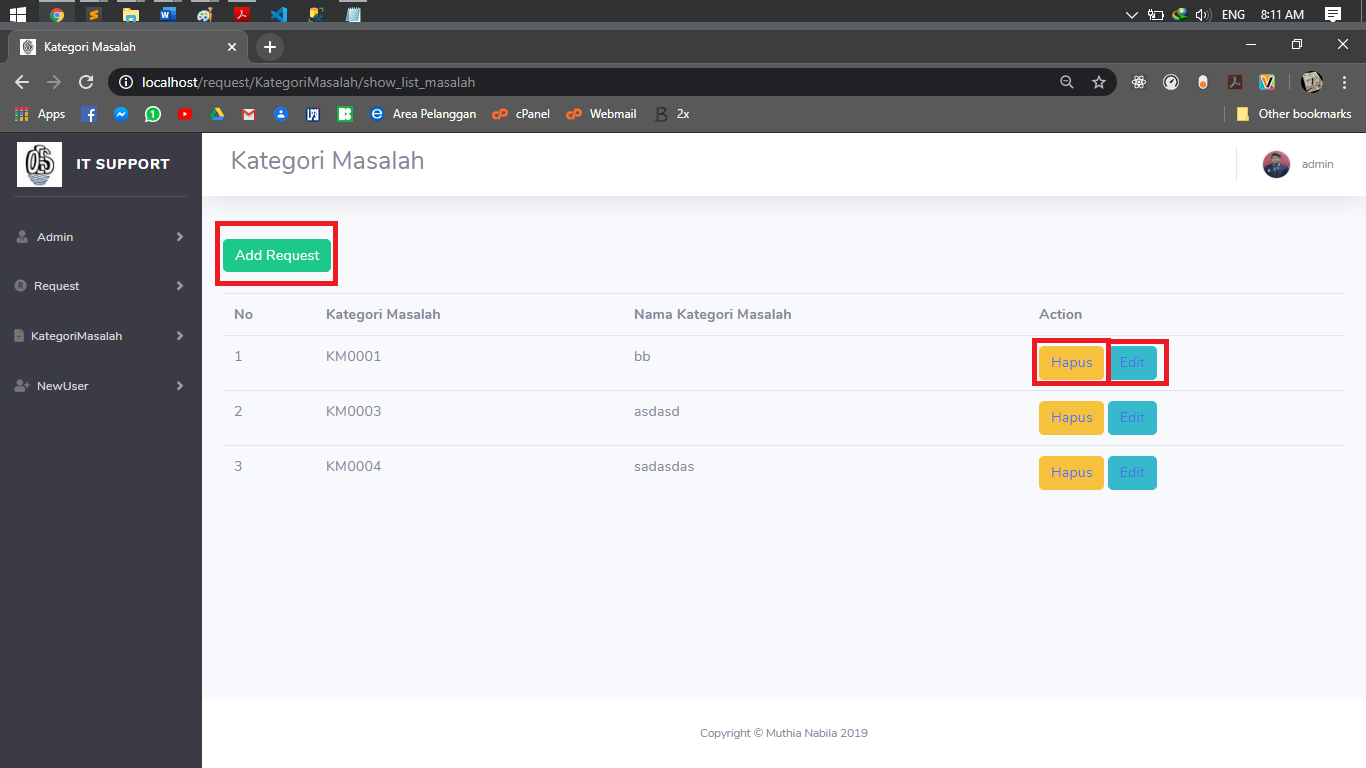 ENG 8:11 AM
Kategori Masalah
localhost/request/KategoriMasalah/show_list_masalah
Apps Area Pelanggan cPanel Webmail 2x Other bookmarks
IT SUPPORT
Kategori Masalah
admin
Admin
Request
KategoriMasalah
NewUser
Add Request
No Kategori Masalah Nama Kategori Masalah Action
1 KM0001 bb Hapus Edit
2 KM0003 asdasd Hapus Edit
3 KM0004 sadasdas Hapus Edit
Copyright © Muthia Nabila 2019